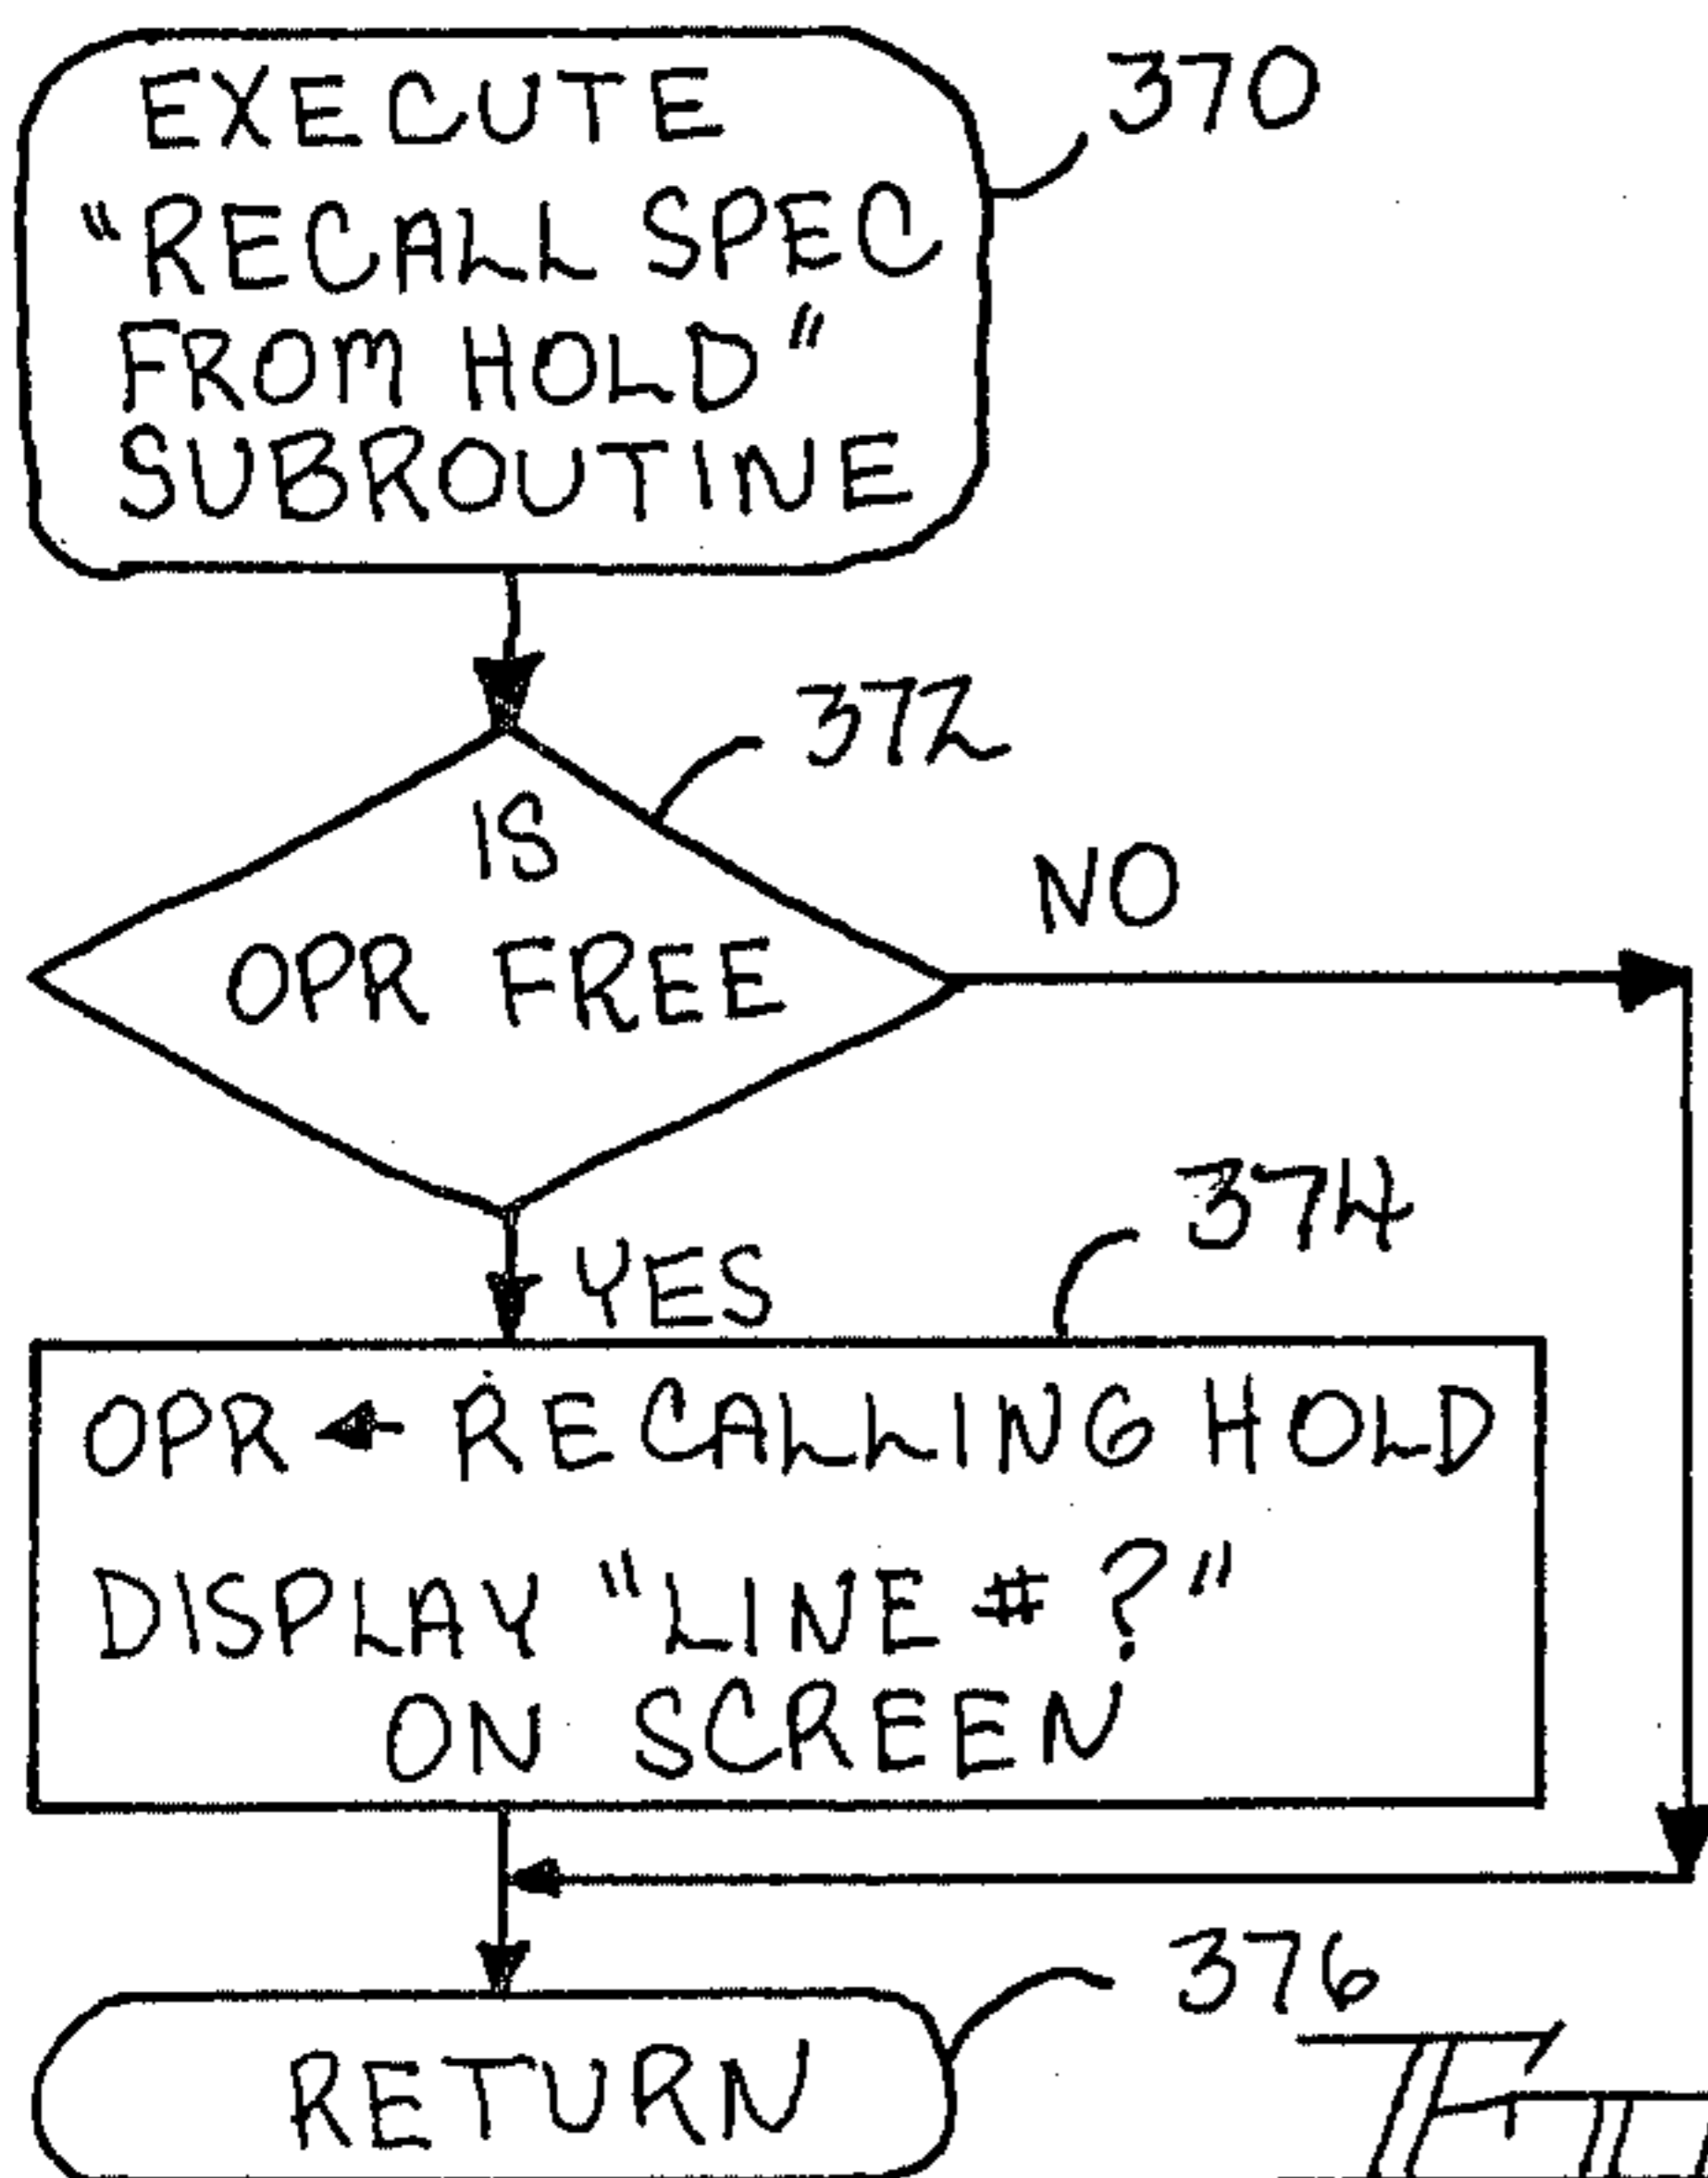 EXECUTE
"RECALL SPEC
FROM HOLD"
SUBROUTINE
370
372
IS
OPR FREE
NO
YES
374
OPR ← RECALLING HOLD
DISPLAY "LINE # ?"
ON SCREEN
376
RETURN